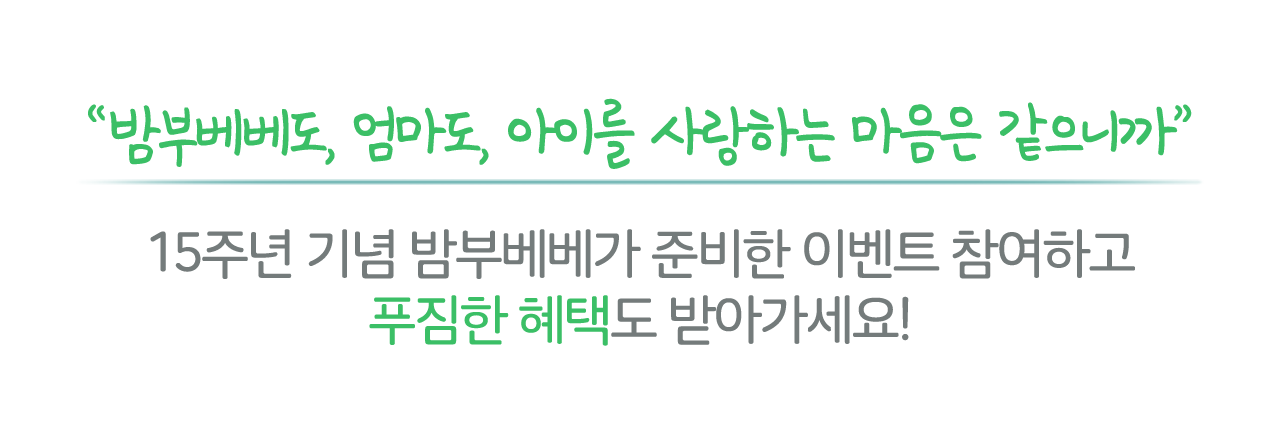 “밤부베베도, 엄마도, 아이를 사랑하는 마음은 같으니까”
15주년 기념 밤부베베가 준비한 이벤트 참여하고
푸짐한 혜택도 받아가세요!